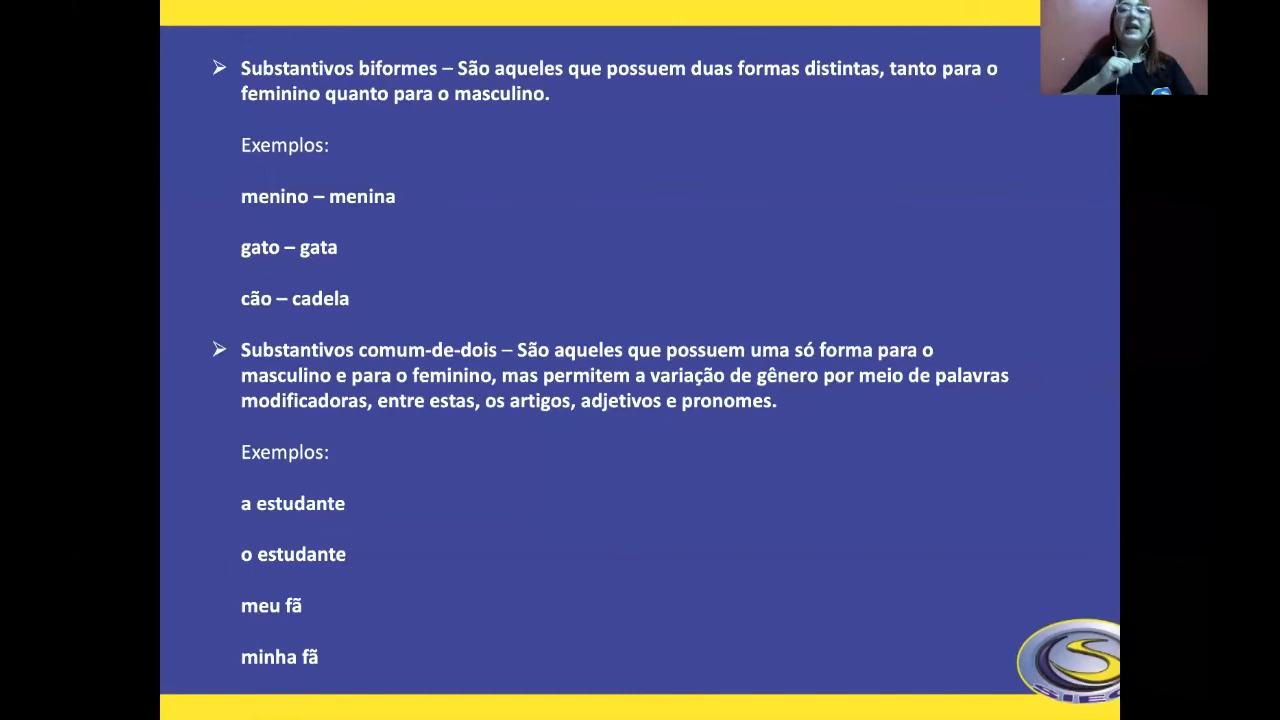 Substantivos biformes – São aqueles que possuem duas formas distintas, tanto para o
feminino quanto para o masculino.
Exemplos:
menino – menina
gato – gata
cão – cadela
Substantivos comum-de-dois – São aqueles que possuem uma só forma para o
masculino e para o feminino, mas permitem a variação de gênero por meio de palavras
modificadoras, entre estas, os artigos, adjetivos e pronomes.
Exemplos:
a estudante
o estudante
meu fã
minha fã